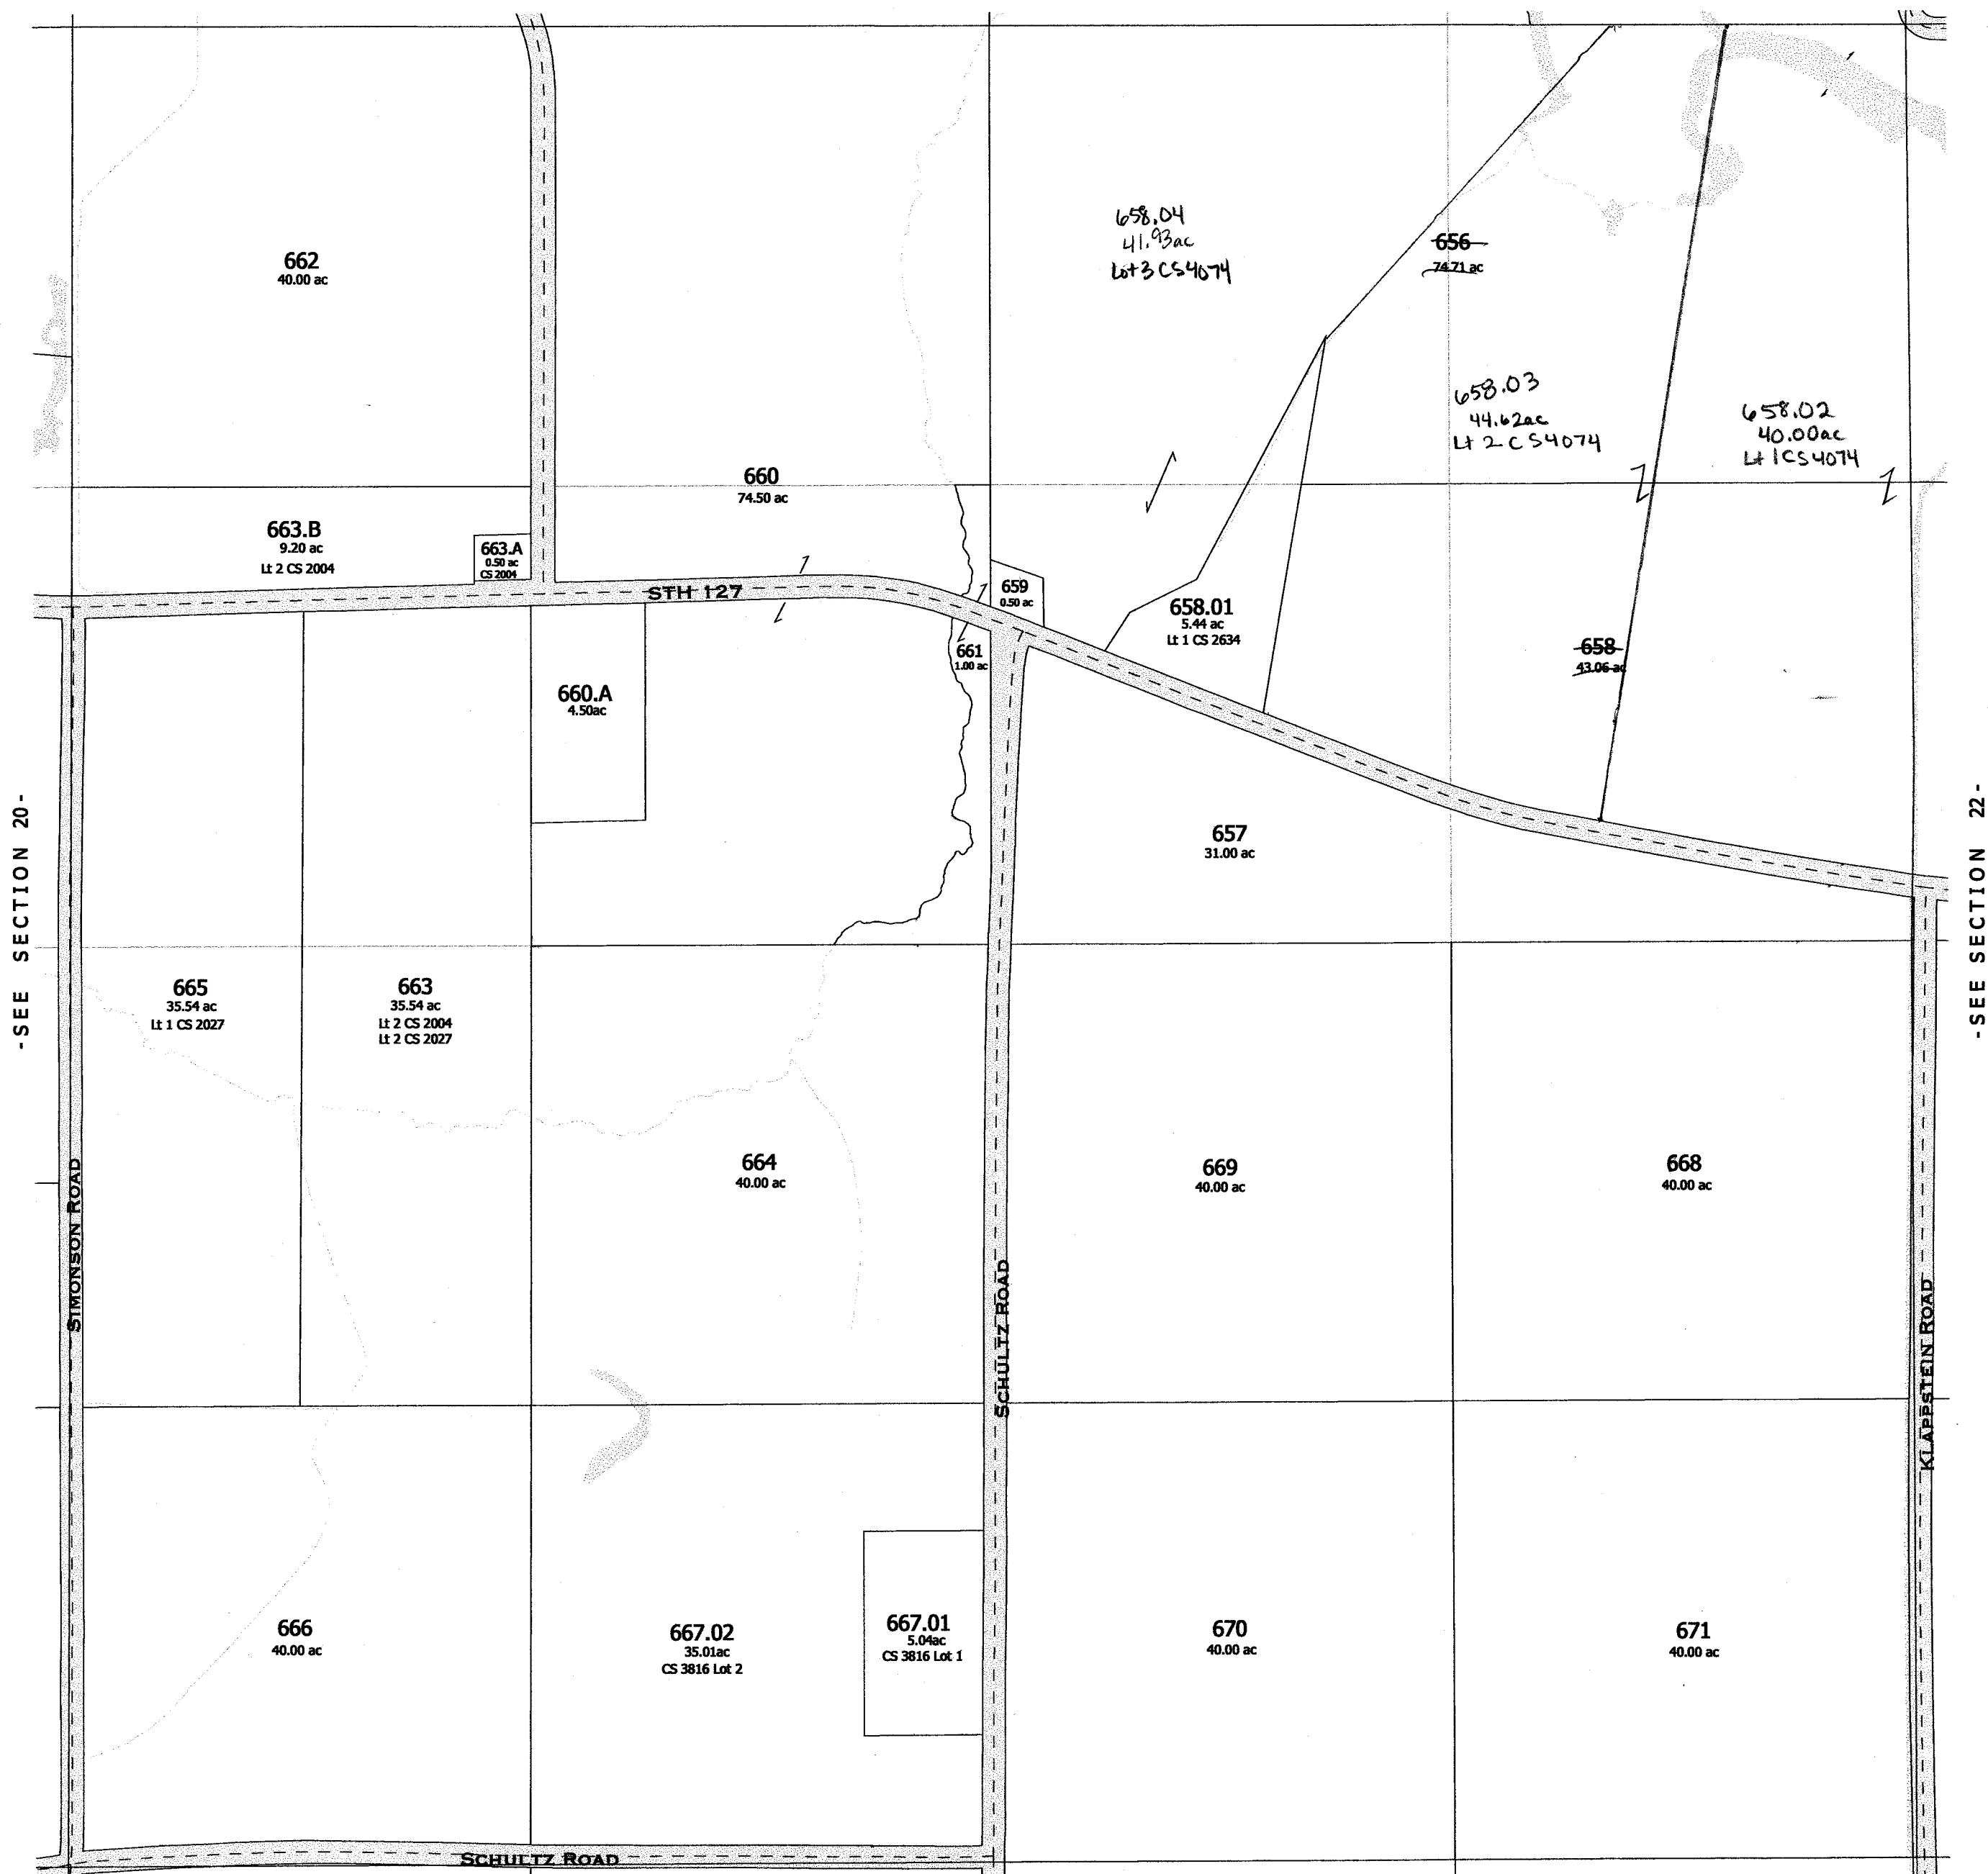 662
40.00 ac
658.04
41.93ac
Lot 3 CS4074
656
74.71 ac
658.03
44.62ac
Lt 2 CS4074
658.02
40.00ac
Lt 1 CS4074
660
74.50 ac
663.B
9.20 ac
Lt 2 CS 2004
663.A
0.50 ac
CS 2004
STH 127
659
0.50 ac
658.01
5.44 ac
Lt 1 CS 2634
661
1.00 ac
658
43.06 ac
660.A
4.50ac
657
31.00 ac
-SEE SECTION 20-
-SEE SECTION 22-
665
35.54 ac
Lt 1 CS 2027
663
35.54 ac
Lt 2 CS 2004
Lt 2 CS 2027
664
40.00 ac
669
40.00 ac
668
40.00 ac
SIMONSON ROAD
SCHULTZ ROAD
KLAPPSTEIN ROAD
666
40.00 ac
667.02
35.01ac
CS 3816 Lot 2
667.01
5.04ac
CS 3816 Lot 1
670
40.00 ac
671
40.00 ac
SCHULTZ ROAD